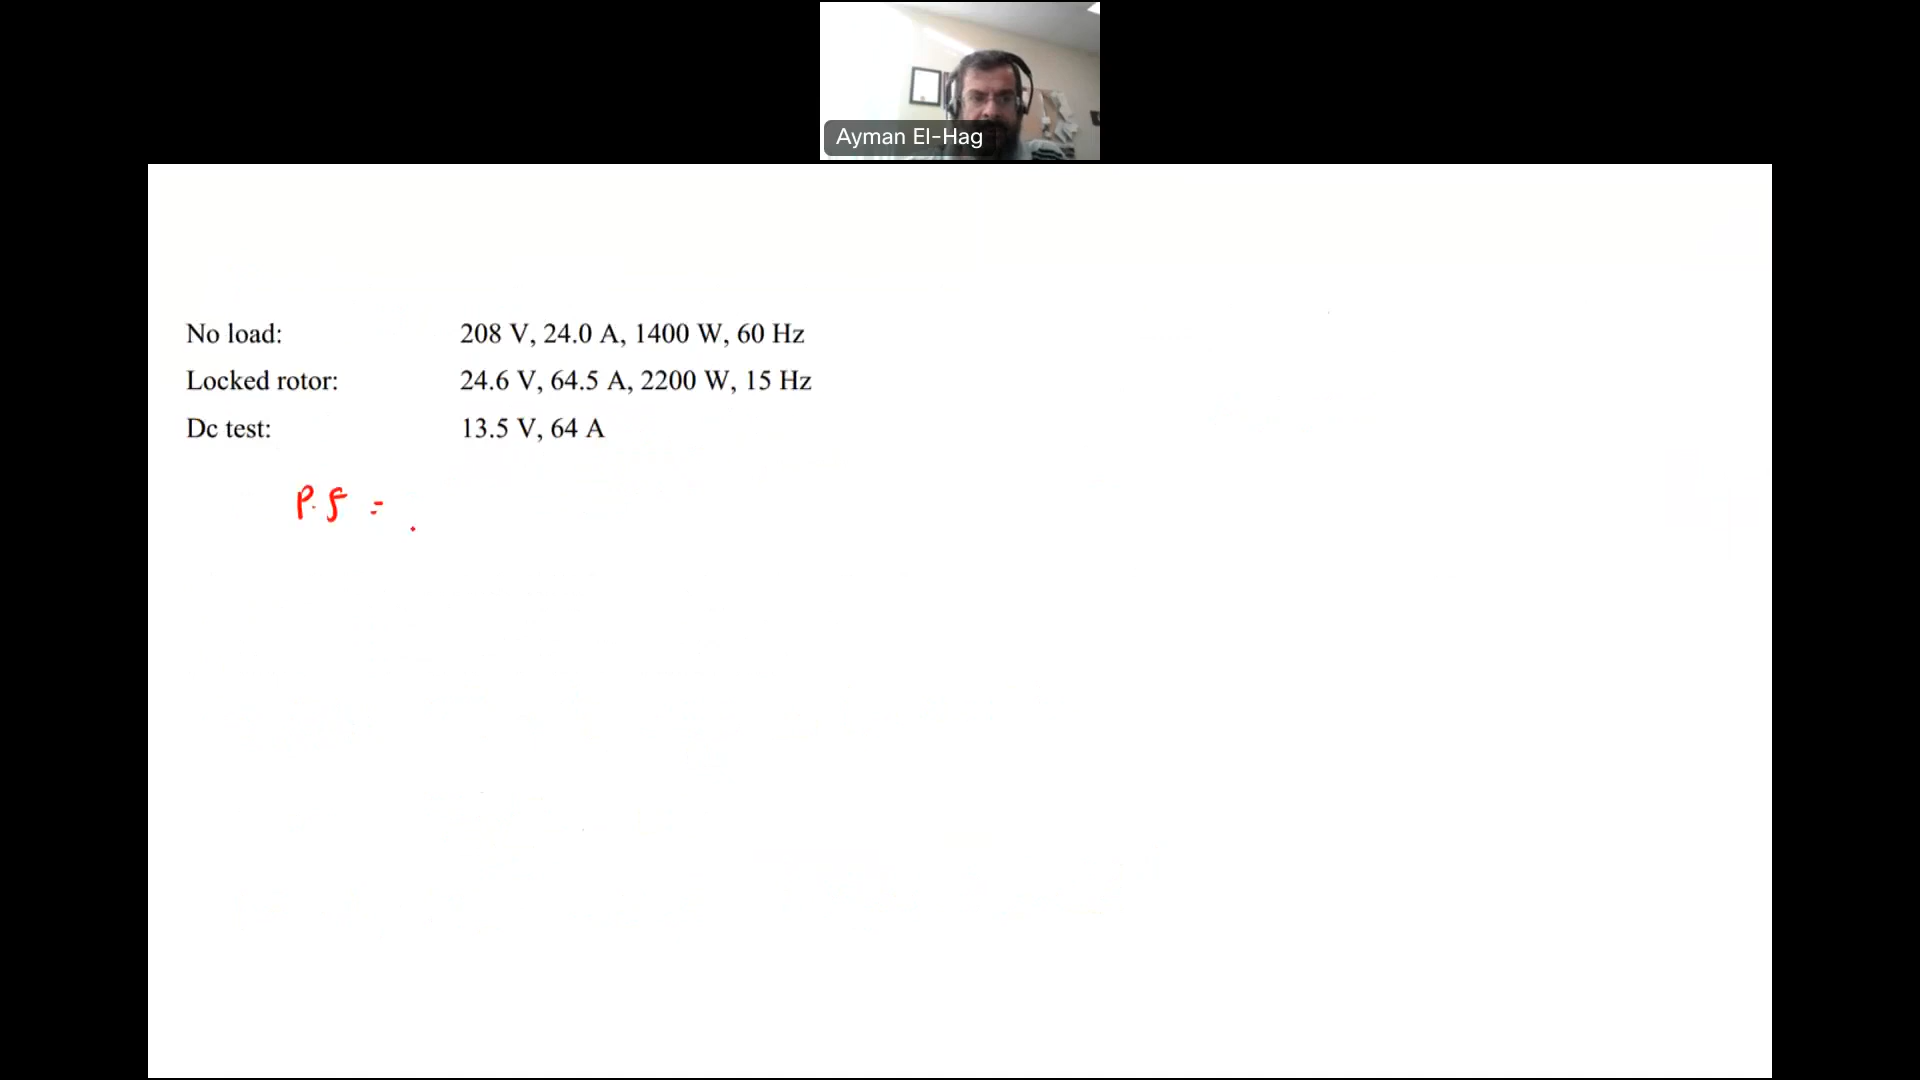 Ayman El-Hag
No load: 208 V, 24.0 A, 1400 W, 60 Hz
Locked rotor: 24.6 V, 64.5 A, 2200 W, 15 Hz
Dc test: 13.5 V, 64 A
P.f =